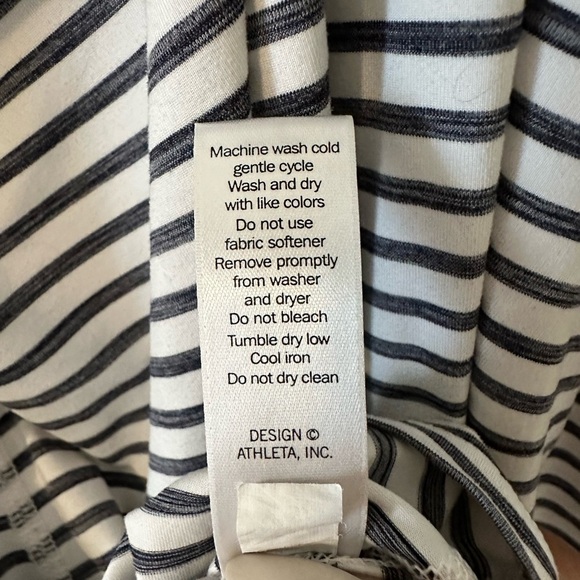 Machine wash cold
gentle cycle
Wash and dry
with like colors
Do not use
fabric softener
Remove promptly
from washer
and dryer
Do not bleach
Tumble dry low
Cool iron
Do not dry clean
DESIGN ©
ATHLETA, INC.